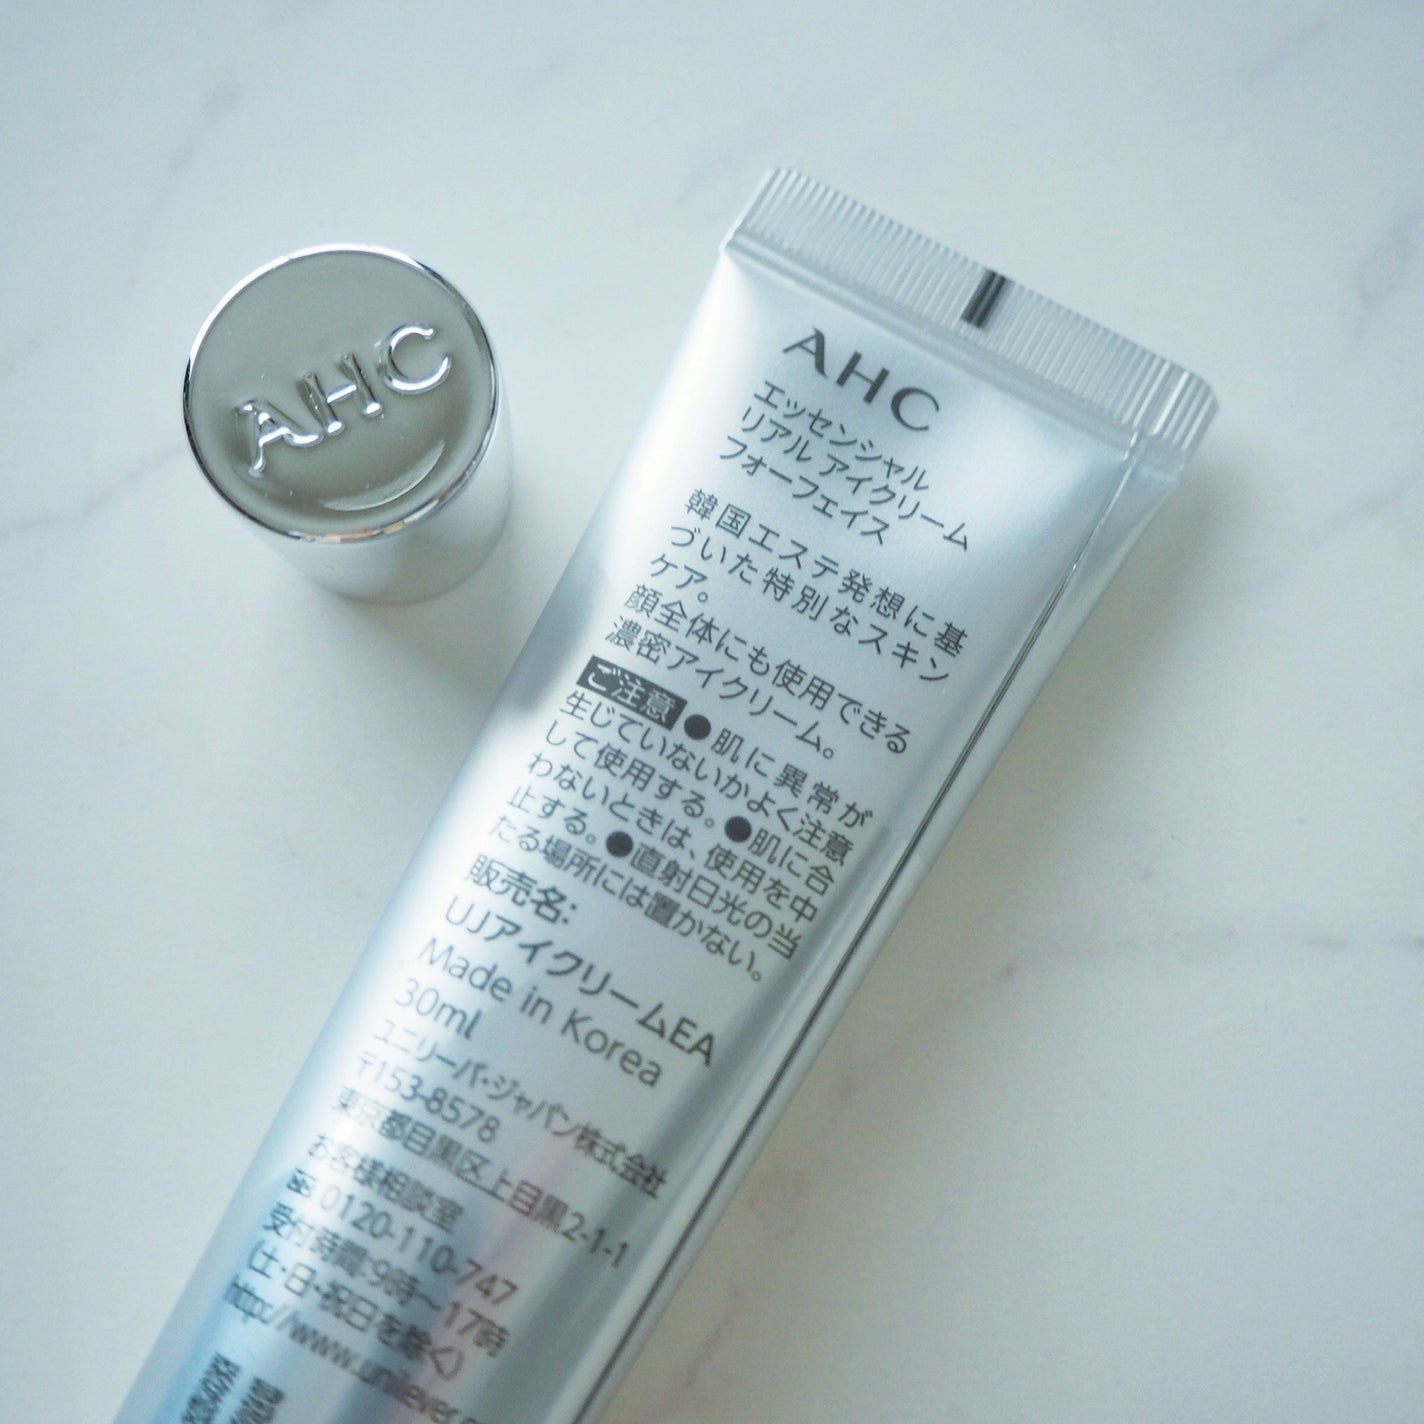 AHC
AHC
エッセンシャル
リアル アイクリーム
フォーフェイス
韓国エステ発想に基
づいた特別なスキン
ケア。
顔全体にも使用できる
濃密アイクリーム。
ご注意 ●肌に異常が
生じていないかよく注意
して使用する。●肌に合
わないときは、使用を中
止する。●直射日光の当
たる場所には置かない。
販売名:
UJアイクリームEA
Made in Korea
30ml
ユニリーバ・ジャパン株式会社
〒153-8578
東京都目黒区上目黒2-1-1
お客様相談室
0120-110-747
受付時間:9時～17時
(土・日・祝日を除く)
http://www.unilever.c